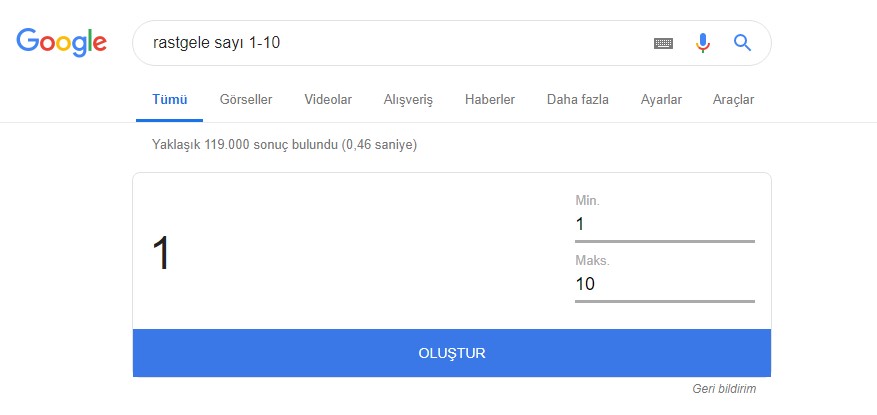 Google
rastgele sayı 1-10
Tümü Görseller Videolar Alışveriş Haberler Daha fazla Ayarlar Araçlar
Yaklaşık 119.000 sonuç bulundu (0,46 saniye)
1
Min.
1
Maks.
10
OLUŞTUR
Geri bildirim